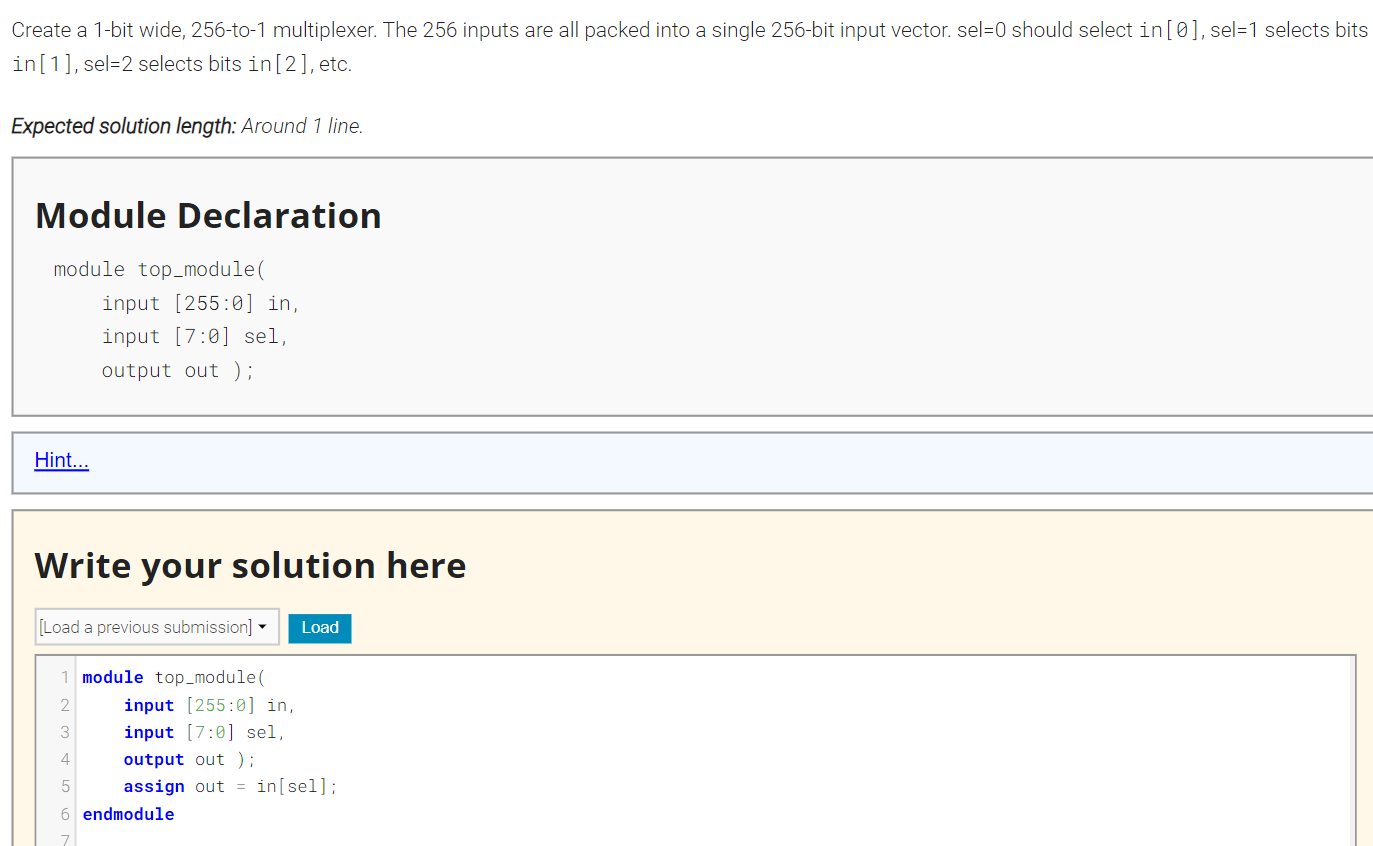 Create a 1-bit wide, 256-to-1 multiplexer. The 256 inputs are all packed into a single 256-bit input vector. sel=0 should select in[0], sel=1 selects bits
in[1], sel=2 selects bits in[2], etc.
Expected solution length: Around 1 line.
Module Declaration
module top_module(
    input [255:0] in,
    input [7:0] sel,
    output out );
Hint...
Write your solution here
[Load a previous submission] Load
1 module top_module(
2     input [255:0] in,
3     input [7:0] sel,
4     output out );
5     assign out = in[sel];
6 endmodule
7